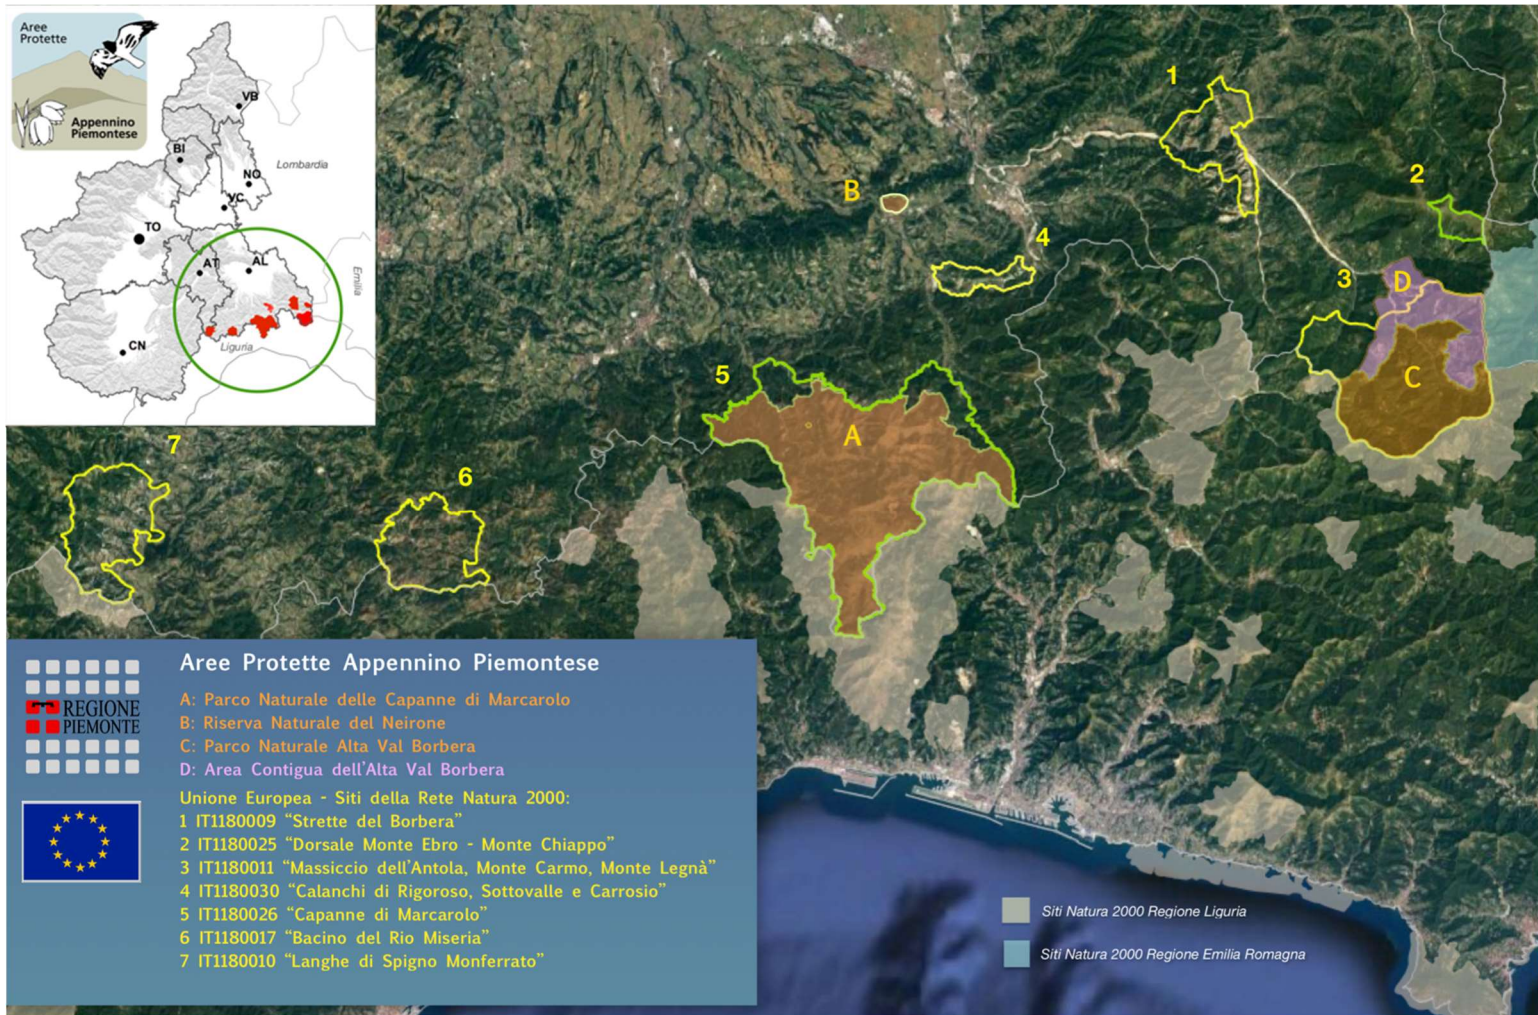 Aree
Protette
Appennino
Piemontese
VB
BI
Lombardia
NO
VC
TO
AT
AL
Emilia
Liguria
CN
1
2
B
4
3
D
5
C
A
7
6
REGIONE
PIEMONTE
Aree Protette Appennino Piemontese
A: Parco Naturale delle Capanne di Marcarolo
B: Riserva Naturale del Neirone
C: Parco Naturale Alta Val Borbera
D: Area Contigua dell'Alta Val Borbera
Unione Europea - Siti della Rete Natura 2000:
1 IT1180009 “Strette del Borbera”
2 IT1180025 “Dorsale Monte Ebro - Monte Chiappo”
3 IT1180011 “Massiccio dell'Antola, Monte Carmo, Monte Legnà”
4 IT1180030 “Calanchi di Rigoroso, Sottovalle e Carrosio”
5 IT1180026 “Capanne di Marcarolo”
6 IT1180017 “Bacino del Rio Miseria”
7 IT1180010 “Langhe di Spigno Monferrato”
Siti Natura 2000 Regione Liguria
Siti Natura 2000 Regione Emilia Romagna